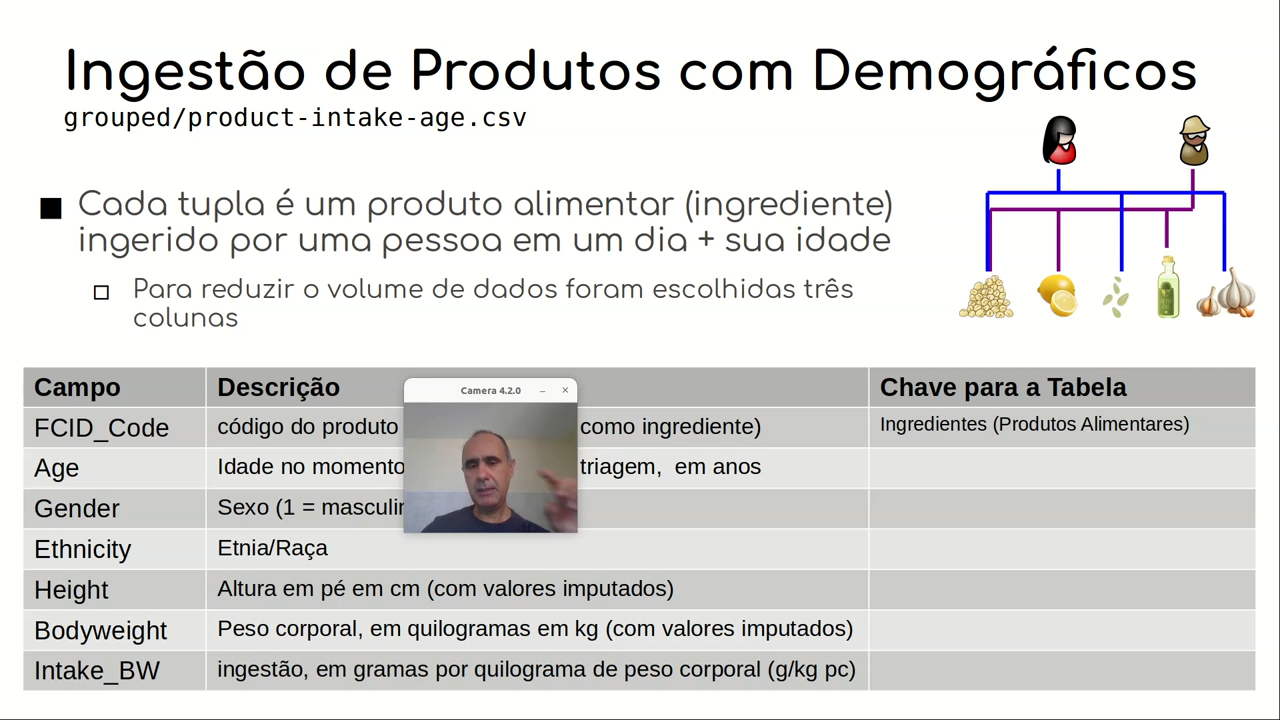 Ingestão de Produtos com Demográficos
grouped/product-intake-age.csv
Cada tupla é um produto alimentar (ingrediente)
ingerido por uma pessoa em um dia + sua idade
Para reduzir o volume de dados foram escolhidas três
colunas
Campo Descrição Chave para a Tabela
Camera 4.2.0
FCID_Code código do produto como ingrediente) Ingredientes (Produtos Alimentares)
Age Idade no momento triagem, em anos
Gender Sexo (1 =
Ethnicity Etnia/Raça
Height Altura em pé em cm (com valores imputados)
Bodyweight Peso corporal, em quilogramas em kg (com valores imputados)
Intake_BW ingestão, em gramas por quilograma de peso corporal (g/kg pc)